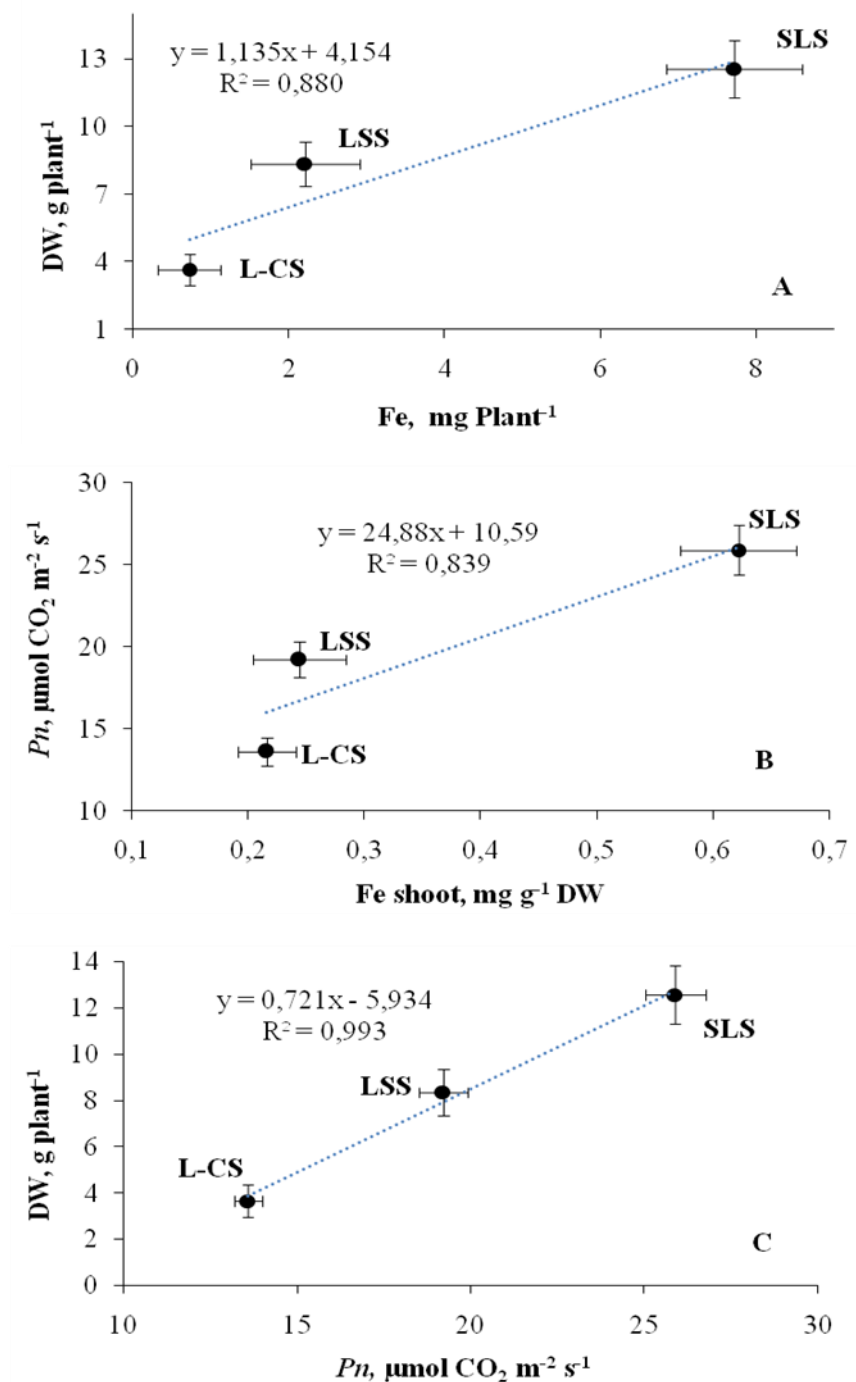 y = 1,135x + 4,154
R² = 0,880
SLS
LSS
L-CS
A
13
10
7
4
1
DW, g plant⁻¹
0 2 4 6 8
Fe, mg Plant⁻¹
y = 24,88x + 10,59
R² = 0,839
SLS
LSS
L-CS
B
30
25
20
15
10
Pn, µmol CO₂ m⁻² s⁻¹
0,1 0,2 0,3 0,4 0,5 0,6 0,7
Fe shoot, mg g⁻¹ DW
y = 0,721x - 5,934
R² = 0,993
SLS
LSS
L-CS
C
14
12
10
8
6
4
2
0
DW, g plant⁻¹
10 15 20 25 30
Pn, µmol CO₂ m⁻² s⁻¹